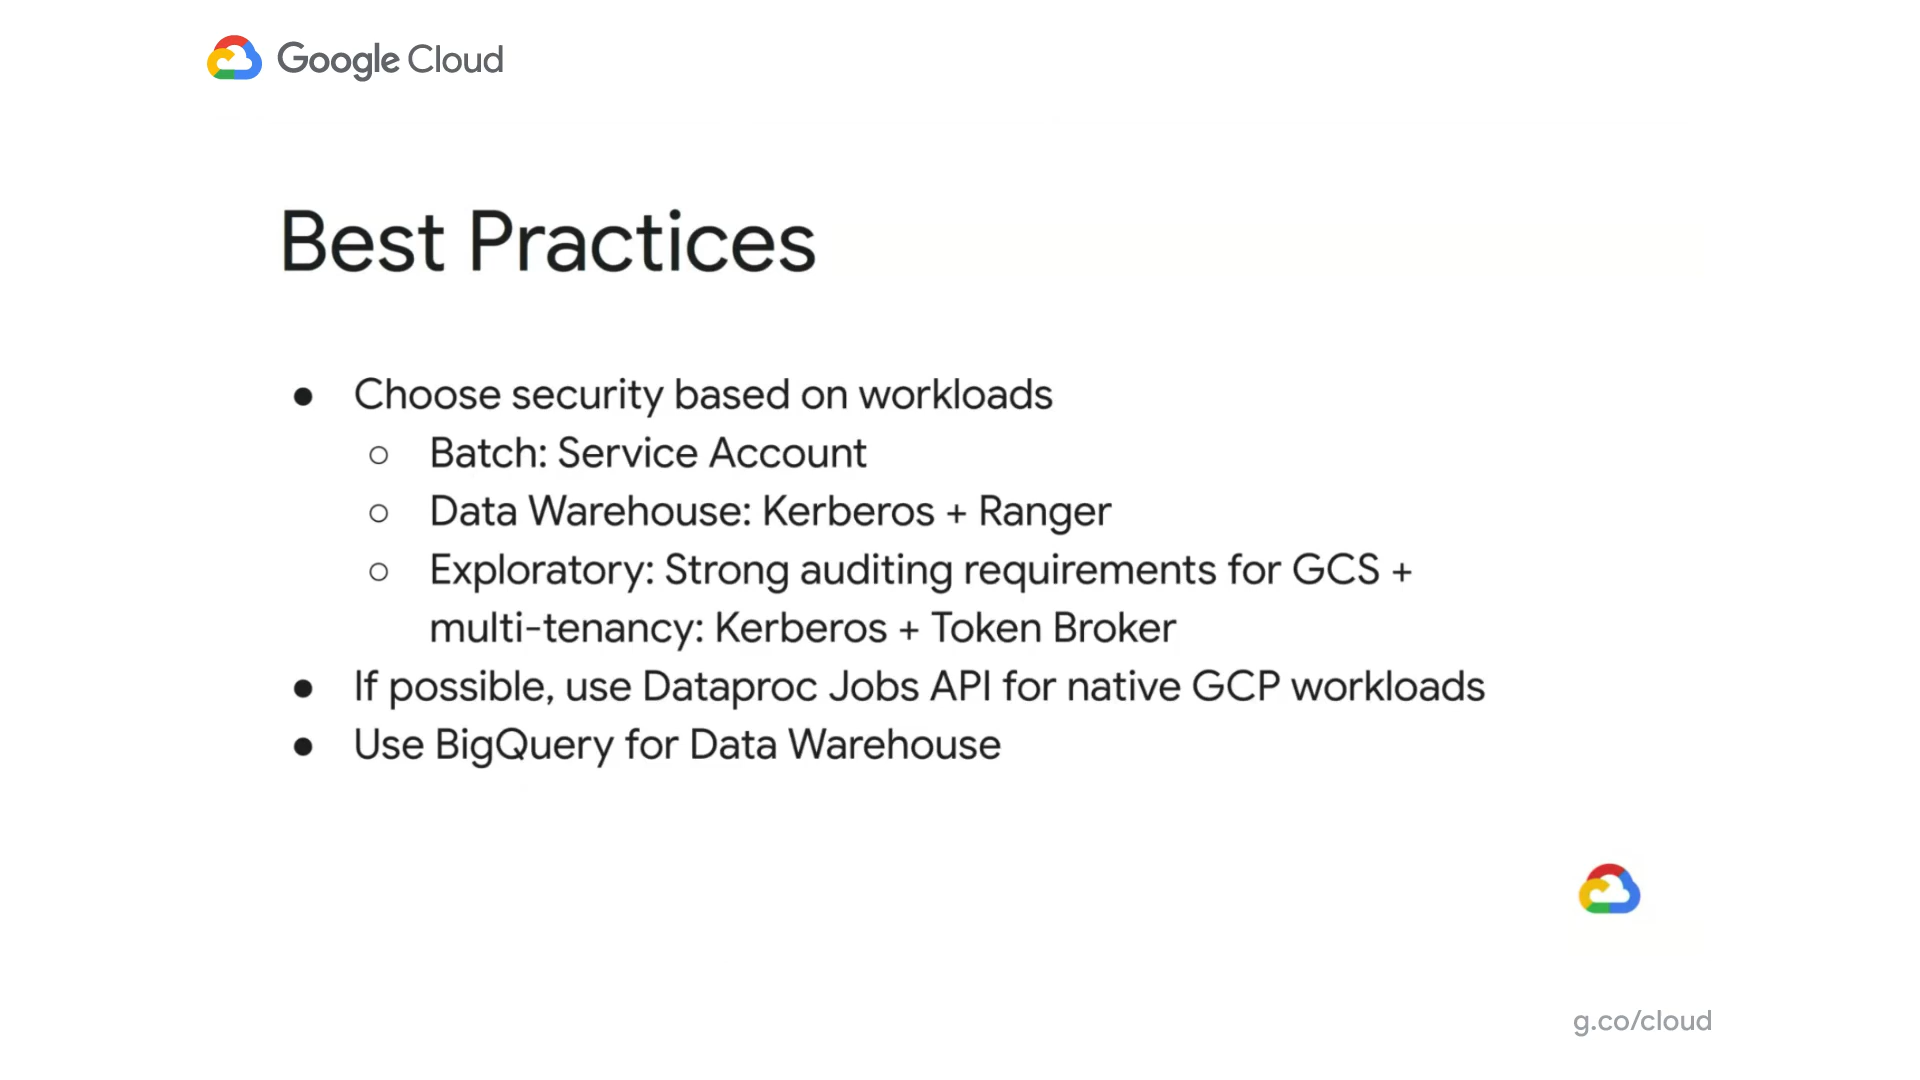 Google Cloud
Best Practices
● Choose security based on workloads
○ Batch: Service Account
○ Data Warehouse: Kerberos + Ranger
○ Exploratory: Strong auditing requirements for GCS +
multi-tenancy: Kerberos + Token Broker
● If possible, use Dataproc Jobs API for native GCP workloads
● Use BigQuery for Data Warehouse
g.co/cloud